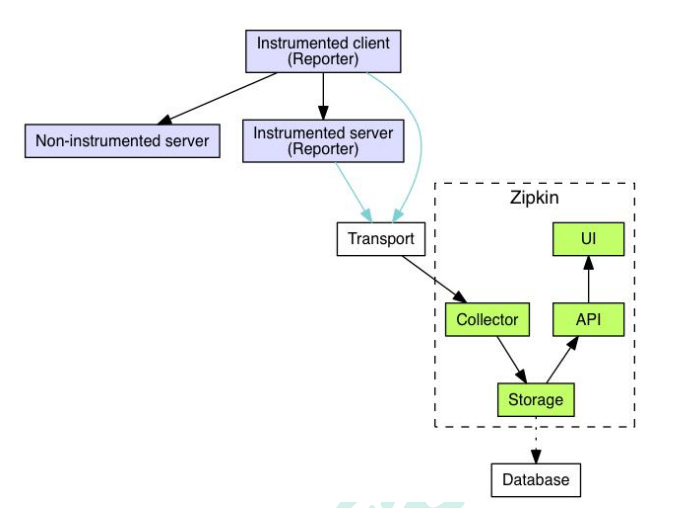 Instrumented client
(Reporter)
Non-instrumented server
Instrumented server
(Reporter)
Zipkin
Transport
UI
Collector
API
Storage
Database